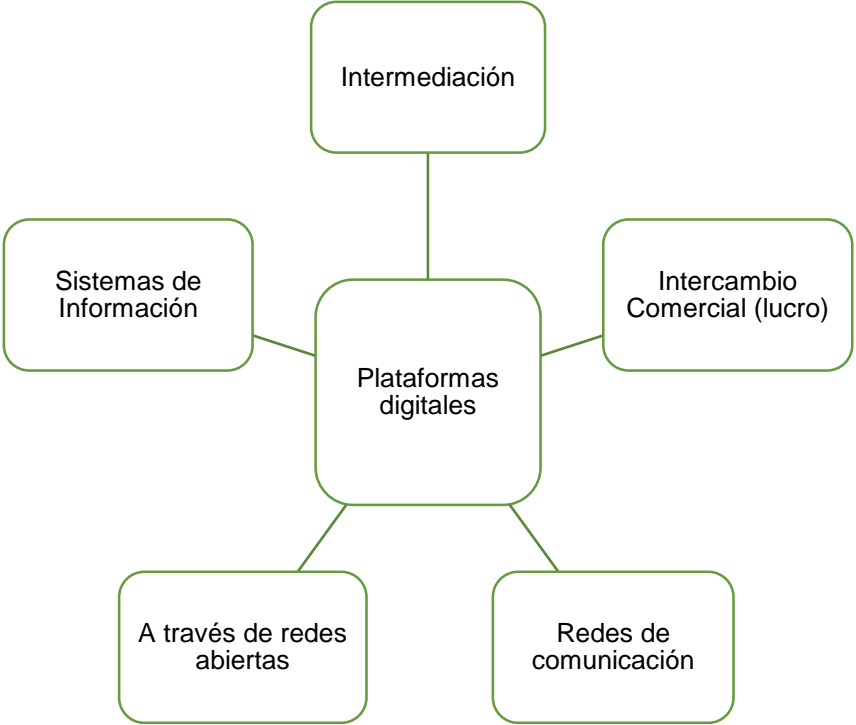 Intermediación
Sistemas de
Información
Intercambio
Comercial (lucro)
Plataformas
digitales
A través de redes
abiertas
Redes de
comunicación